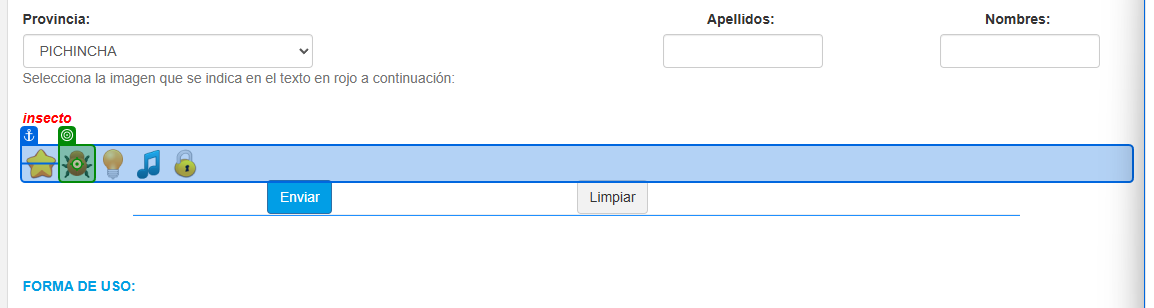 Provincia:
Apellidos:
Nombres:
PICHINCHA
Selecciona la imagen que se indica en el texto en rojo a continuación:
insecto
Enviar
Limpiar
FORMA DE USO: